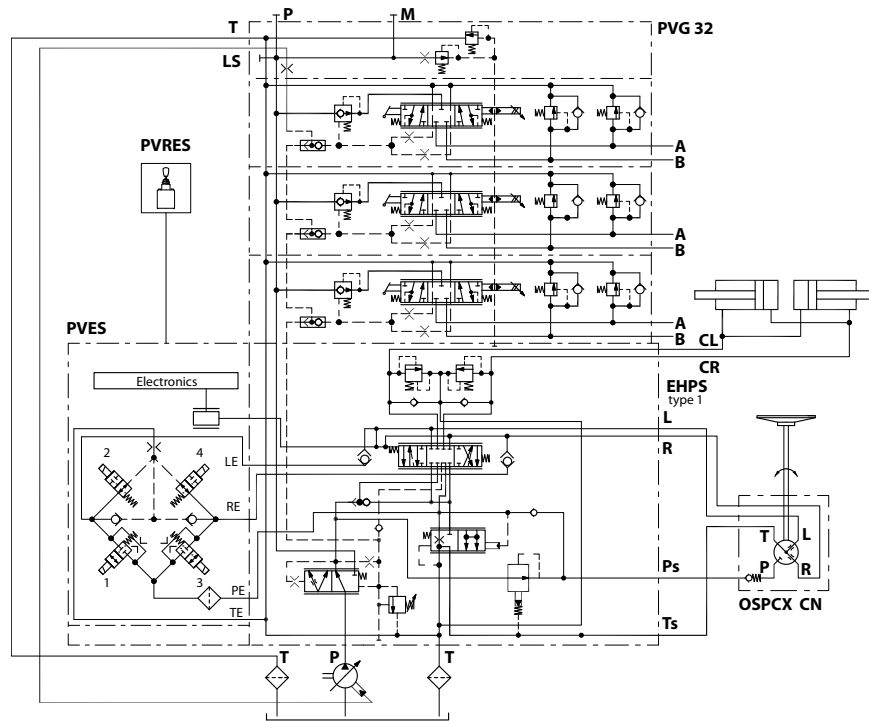 P
M
T
PVG 32
LS
A
B
PVRES
A
B
A
B
PVES
CL
CR
EHPS
type 1
Electronics
L
R
2
4
LE
RE
T
L
P
R
Ps
1
3
PE
TE
OSPCX CN
Ts
T
P
T